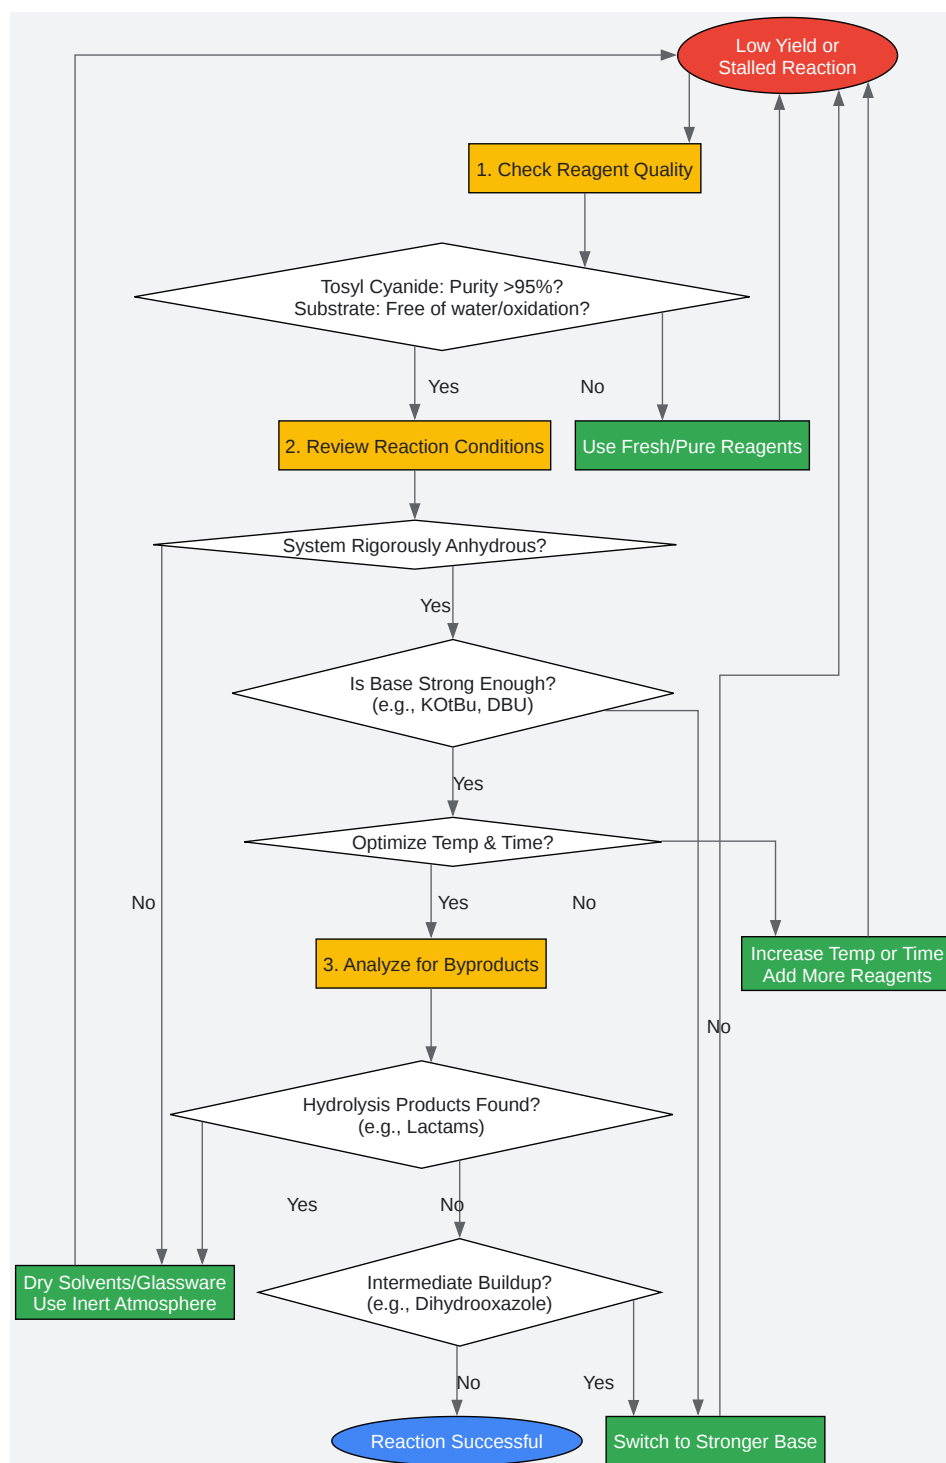 Low Yield or
Stalled Reaction
1. Check Reagent Quality
Tosyl Cyanide: Purity >95%?
Substrate: Free of water/oxidation?
Yes
No
2. Review Reaction Conditions
Use Fresh/Pure Reagents
System Rigorously Anhydrous?
Yes
Is Base Strong Enough?
(e.g., KOtBu, DBU)
Yes
Optimize Temp & Time?
No
Yes
No
3. Analyze for Byproducts
Increase Temp or Time
Add More Reagents
No
Hydrolysis Products Found?
(e.g., Lactams)
Yes
No
Dry Solvents/Glassware
Use Inert Atmosphere
Intermediate Buildup?
(e.g., Dihydrooxazole)
No
Yes
Reaction Successful
Switch to Stronger Base